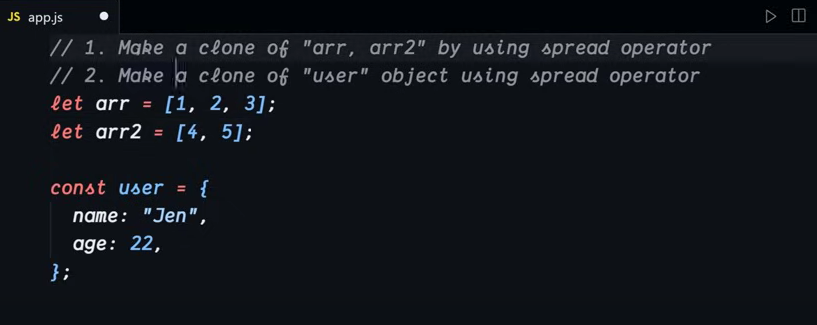 JS app.js
// 1. Make a clone of "arr, arr2" by using spread operator
// 2. Make a clone of "user" object using spread operator
let arr = [1, 2, 3];
let arr2 = [4, 5];
const user = {
name: "Jen",
age: 22,
};